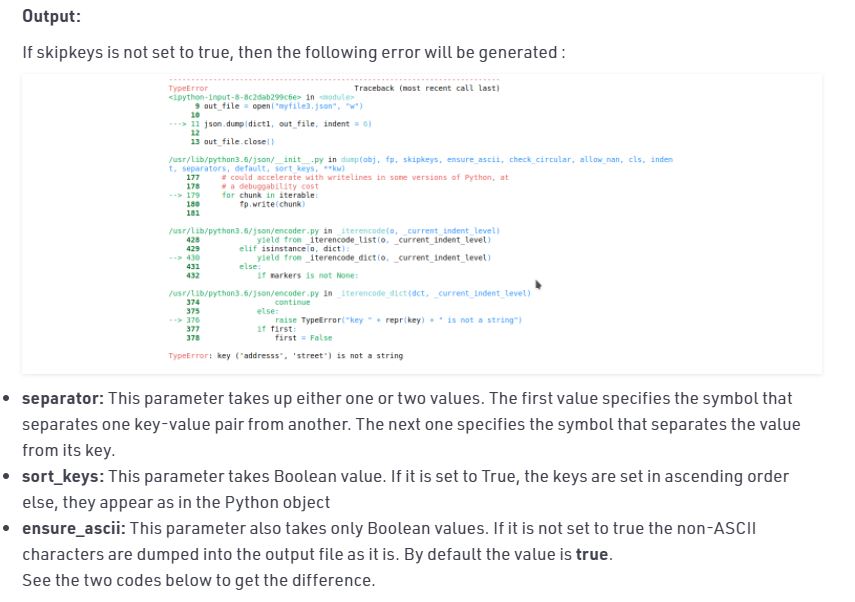 Output:
If skipkeys is not set to true, then the following error will be generated :
---------------------------------------------------------------------------
TypeError                                 Traceback (most recent call last)
<ipython-input-8-8c2dab299c6e> in <module>
      9 out_file = open("myfile3.json", "w")
     10
---> 11 json.dump(dict1, out_file, indent = 6)
     12
     13 out_file.close()
/usr/lib/python3.6/json/__init__.py in dump(obj, fp, skipkeys, ensure_ascii, check_circular, allow_nan, cls, inden
t, separators, default, sort_keys, **kw)
    177     # could accelerate with writelines in some versions of Python, at
    178     # a debuggability cost
--> 179     for chunk in iterable:
    180         fp.write(chunk)
    181
/usr/lib/python3.6/json/encoder.py in _iterencode(o, _current_indent_level)
    428             yield from _iterencode_list(o, _current_indent_level)
    429         elif isinstance(o, dict):
--> 430             yield from _iterencode_dict(o, _current_indent_level)
    431         else:
    432             if markers is not None:
/usr/lib/python3.6/json/encoder.py in _iterencode_dict(dct, _current_indent_level)
    374                 continue
    375             else:
--> 376                 raise TypeError("key " + repr(key) + " is not a string")
    377             if first:
    378                 first = False
TypeError: key ('addresss', 'street') is not a string
• separator: This parameter takes up either one or two values. The first value specifies the symbol that
separates one key-value pair from another. The next one specifies the symbol that separates the value
from its key.
• sort_keys: This parameter takes Boolean value. If it is set to True, the keys are set in ascending order
else, they appear as in the Python object
• ensure_ascii: This parameter also takes only Boolean values. If it is not set to true the non-ASCII
characters are dumped into the output file as it is. By default the value is true.
See the two codes below to get the difference.